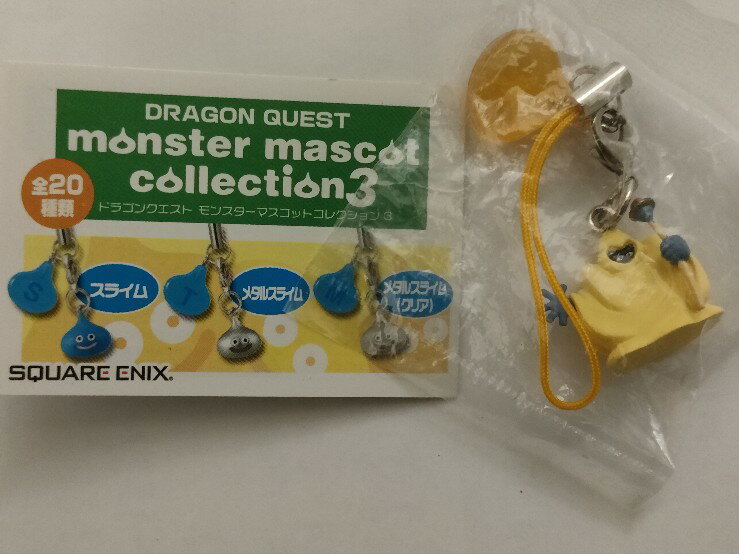 DRAGON QUEST
monster mascot
collection3
ドラゴンクエスト モンスターマスコットコレクション3
全20
種類
S
スライム
T
メタルスライム
M
メタルスライム
(クリア)
SQUARE ENIX®